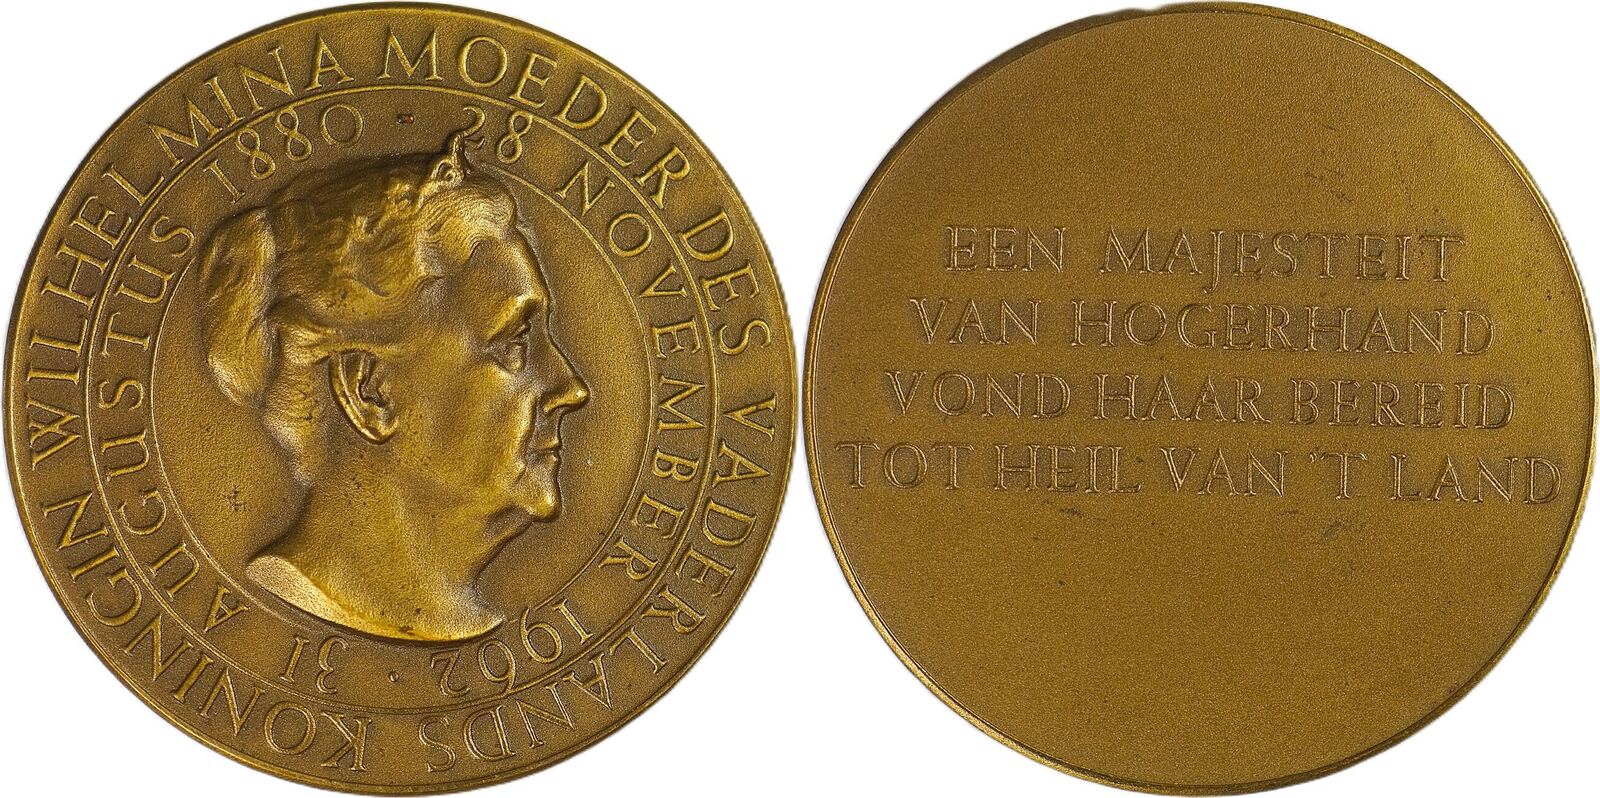 KONINGIN WILHELMINA MOEDER DES VADERLANDS
31 AUGUSTUS 1880 · 28 NOVEMBER 1962 ·
EEN MAJESTEIT
VAN HOGERHAND
VOND HAAR BEREID
TOT HEIL VAN 'T LAND